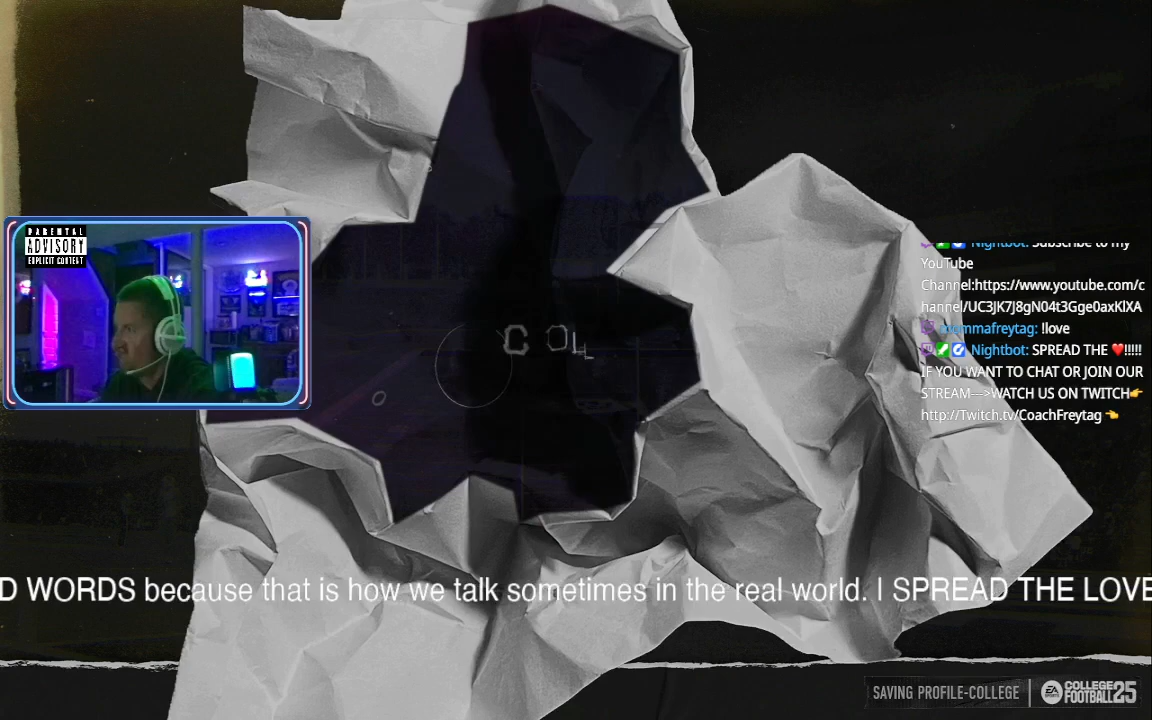 PARENTAL
ADVISORY
EXPLICIT CONTENT
Nightbot: Subscribe to my
YouTube
Channel:https://www.youtube.com/c
hannel/UC3JK7J8gN04t3Gge0axKlXA
mommafreytag: !love
Nightbot: SPREAD THE ❤️!!!!!
IF YOU WANT TO CHAT OR JOIN OUR
STREAM--->WATCH US ON TWITCH👉
http://Twitch.tv/CoachFreytag 👈
D WORDS because that is how we talk sometimes in the real world. I SPREAD THE LOVE
SAVING PROFILE-COLLEGE
EA SPORTS COLLEGE FOOTBALL 25